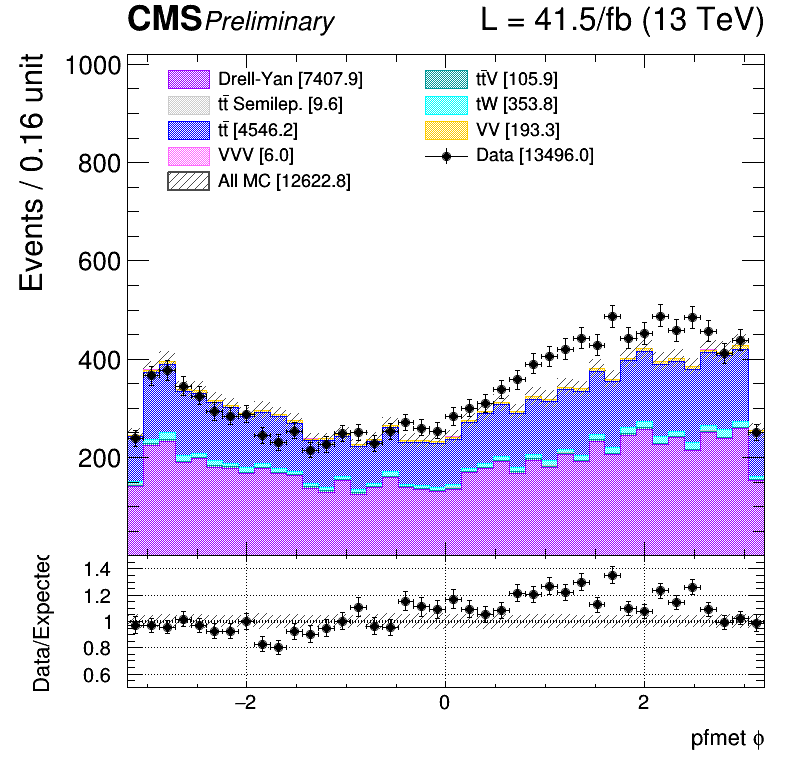 CMS Preliminary L = 41.5/fb (13 TeV)
Events / 0.16 unit
1000
800
600
400
200
Drell-Yan [7407.9]
tt̄ Semilep. [9.6]
tt̄ [4546.2]
VVV [6.0]
All MC [12622.8]
tt̄V [105.9]
tW [353.8]
VV [193.3]
Data [13496.0]
Data/Expected
1.4
1.2
1
0.8
0.6
−2 0 2
pfmet ϕ